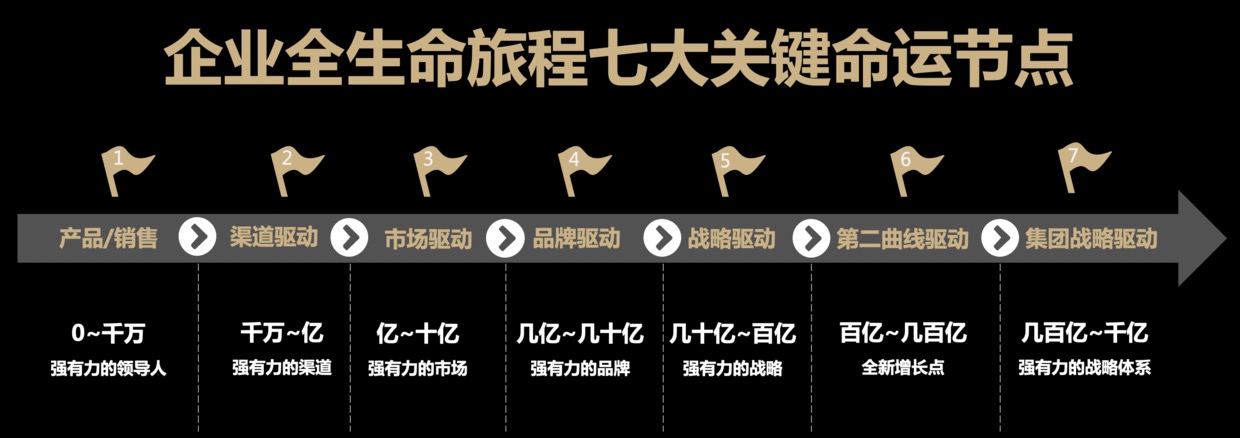 企业全生命旅程七大关键命运节点
1 2 3 4 5 6 7
产品/销售 渠道驱动 市场驱动 品牌驱动 战略驱动 第二曲线驱动 集团战略驱动
0~千万 千万~亿 亿~十亿 几亿~几十亿 几十亿~百亿 百亿~几百亿 几百亿~千亿
强有力的领导人 强有力的渠道 强有力的市场 强有力的品牌 强有力的战略 全新增长点 强有力的战略体系